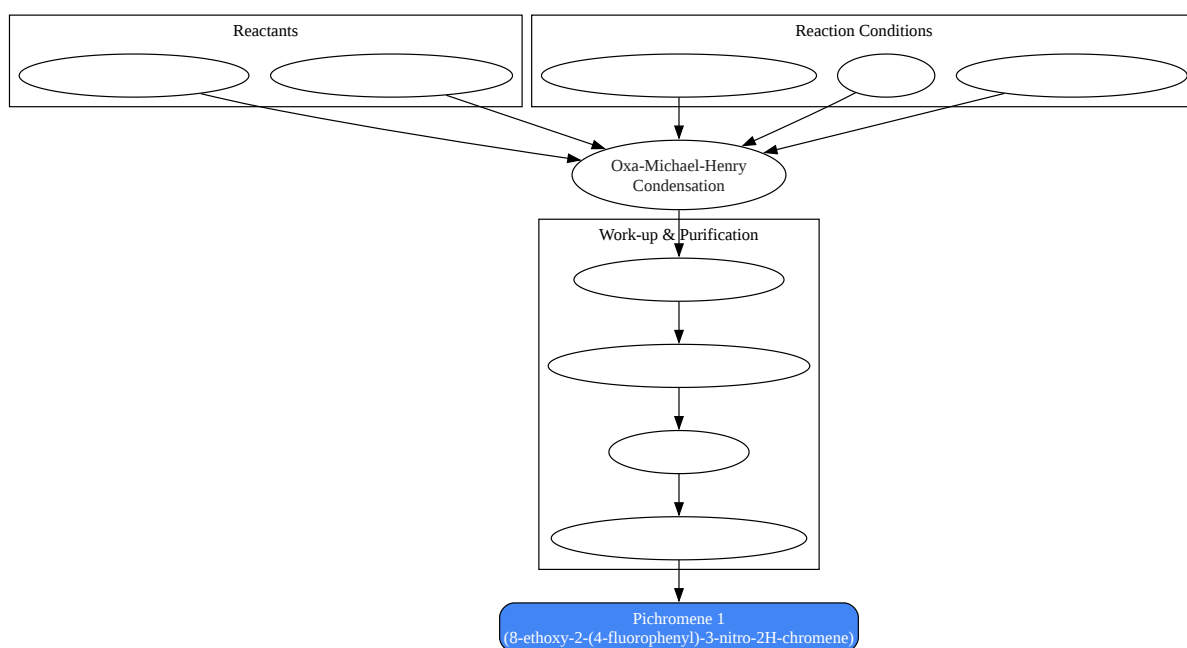 Reactants
Reaction Conditions
Oxa-Michael-Henry
Condensation
Work-up & Purification
Pichromene 1
(8-ethoxy-2-(4-fluorophenyl)-3-nitro-2H-chromene)